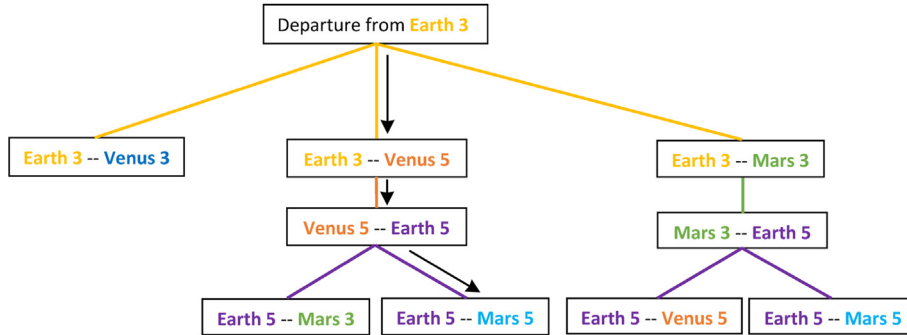 Departure from Earth 3
Earth 3 -- Venus 3
Earth 3 -- Venus 5
Earth 3 -- Mars 3
Venus 5 -- Earth 5
Mars 3 -- Earth 5
Earth 5 -- Mars 3
Earth 5 -- Mars 5
Earth 5 -- Venus 5
Earth 5 -- Mars 5